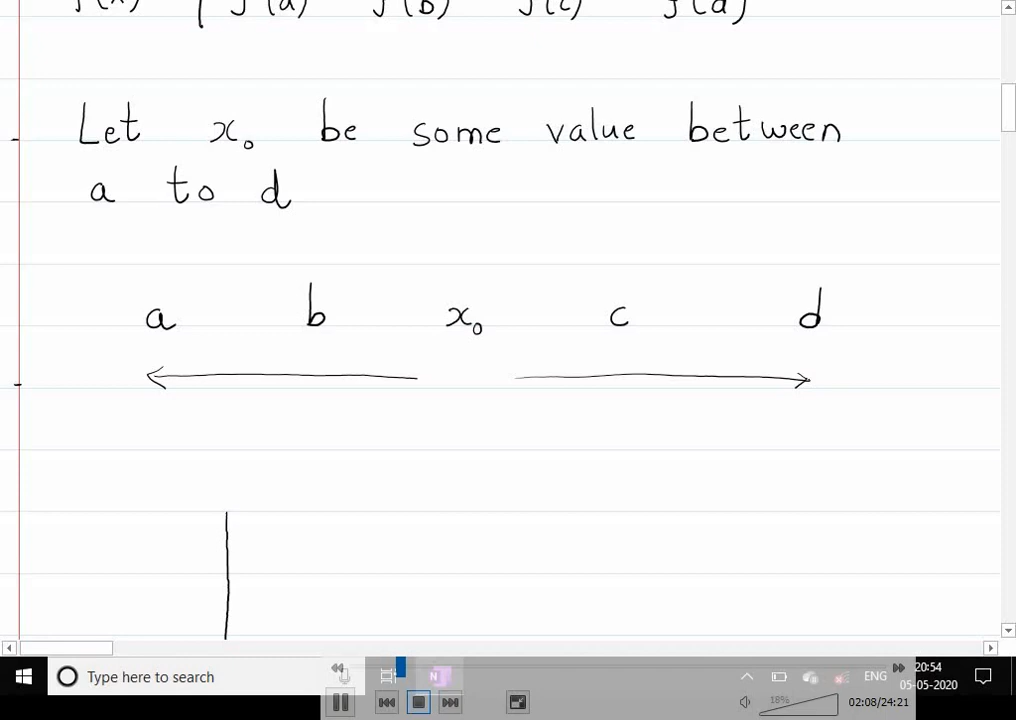 f(x) f(a) f(b) f(c) f(d)
Let x₀ be some value between
a to d
a b x₀ c d
Type here to search
ENG
20:54
05-05-2020
18%
02:08/24:21